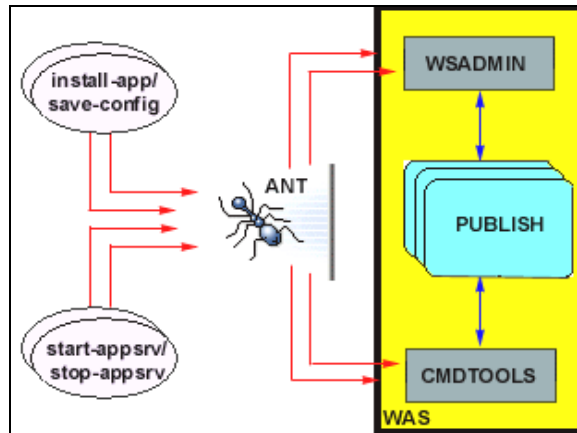 install-app/
save-config
ANT
start-appsrv/
stop-appsrv
WSADMIN
PUBLISH
CMDTOOLS
WAS